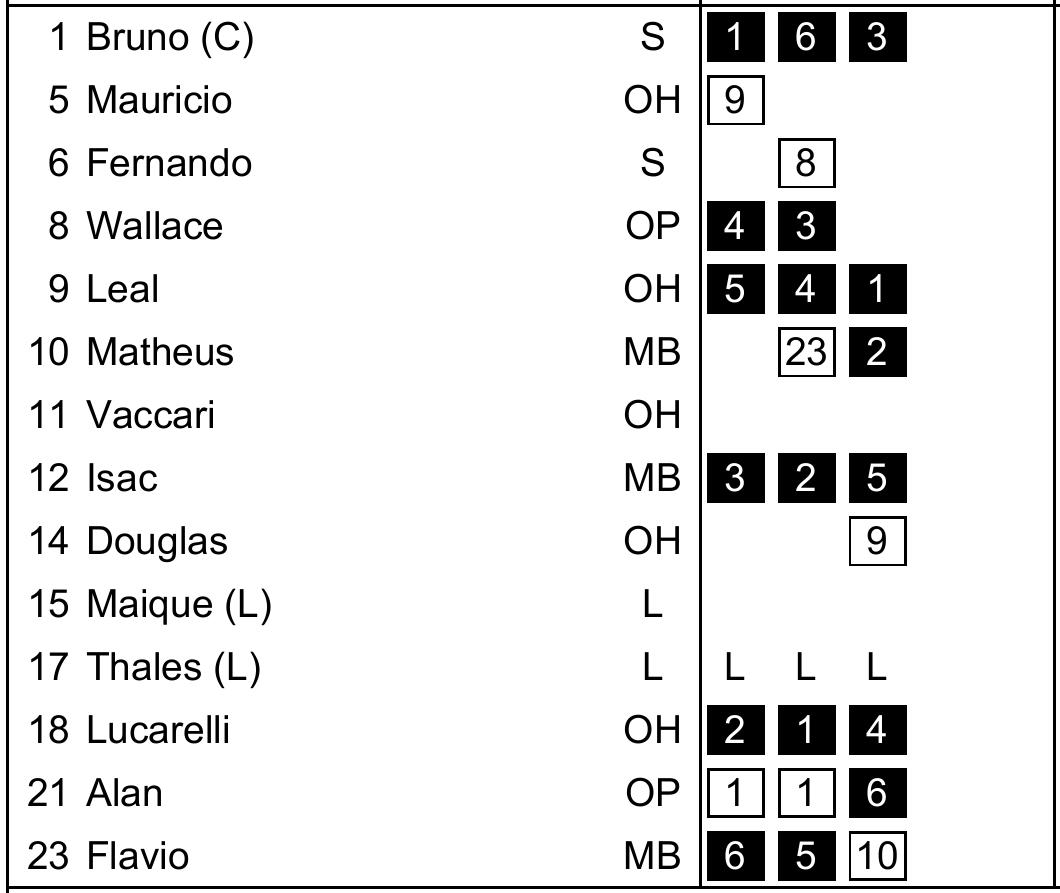 1 Bruno (C) S 1 6 3
5 Mauricio OH 9
6 Fernando S 8
8 Wallace OP 4 3
9 Leal OH 5 4 1
10 Matheus MB 23 2
11 Vaccari OH
12 Isac MB 3 2 5
14 Douglas OH 9
15 Maique (L) L
17 Thales (L) L L L L
18 Lucarelli OH 2 1 4
21 Alan OP 1 1 6
23 Flavio MB 6 5 10